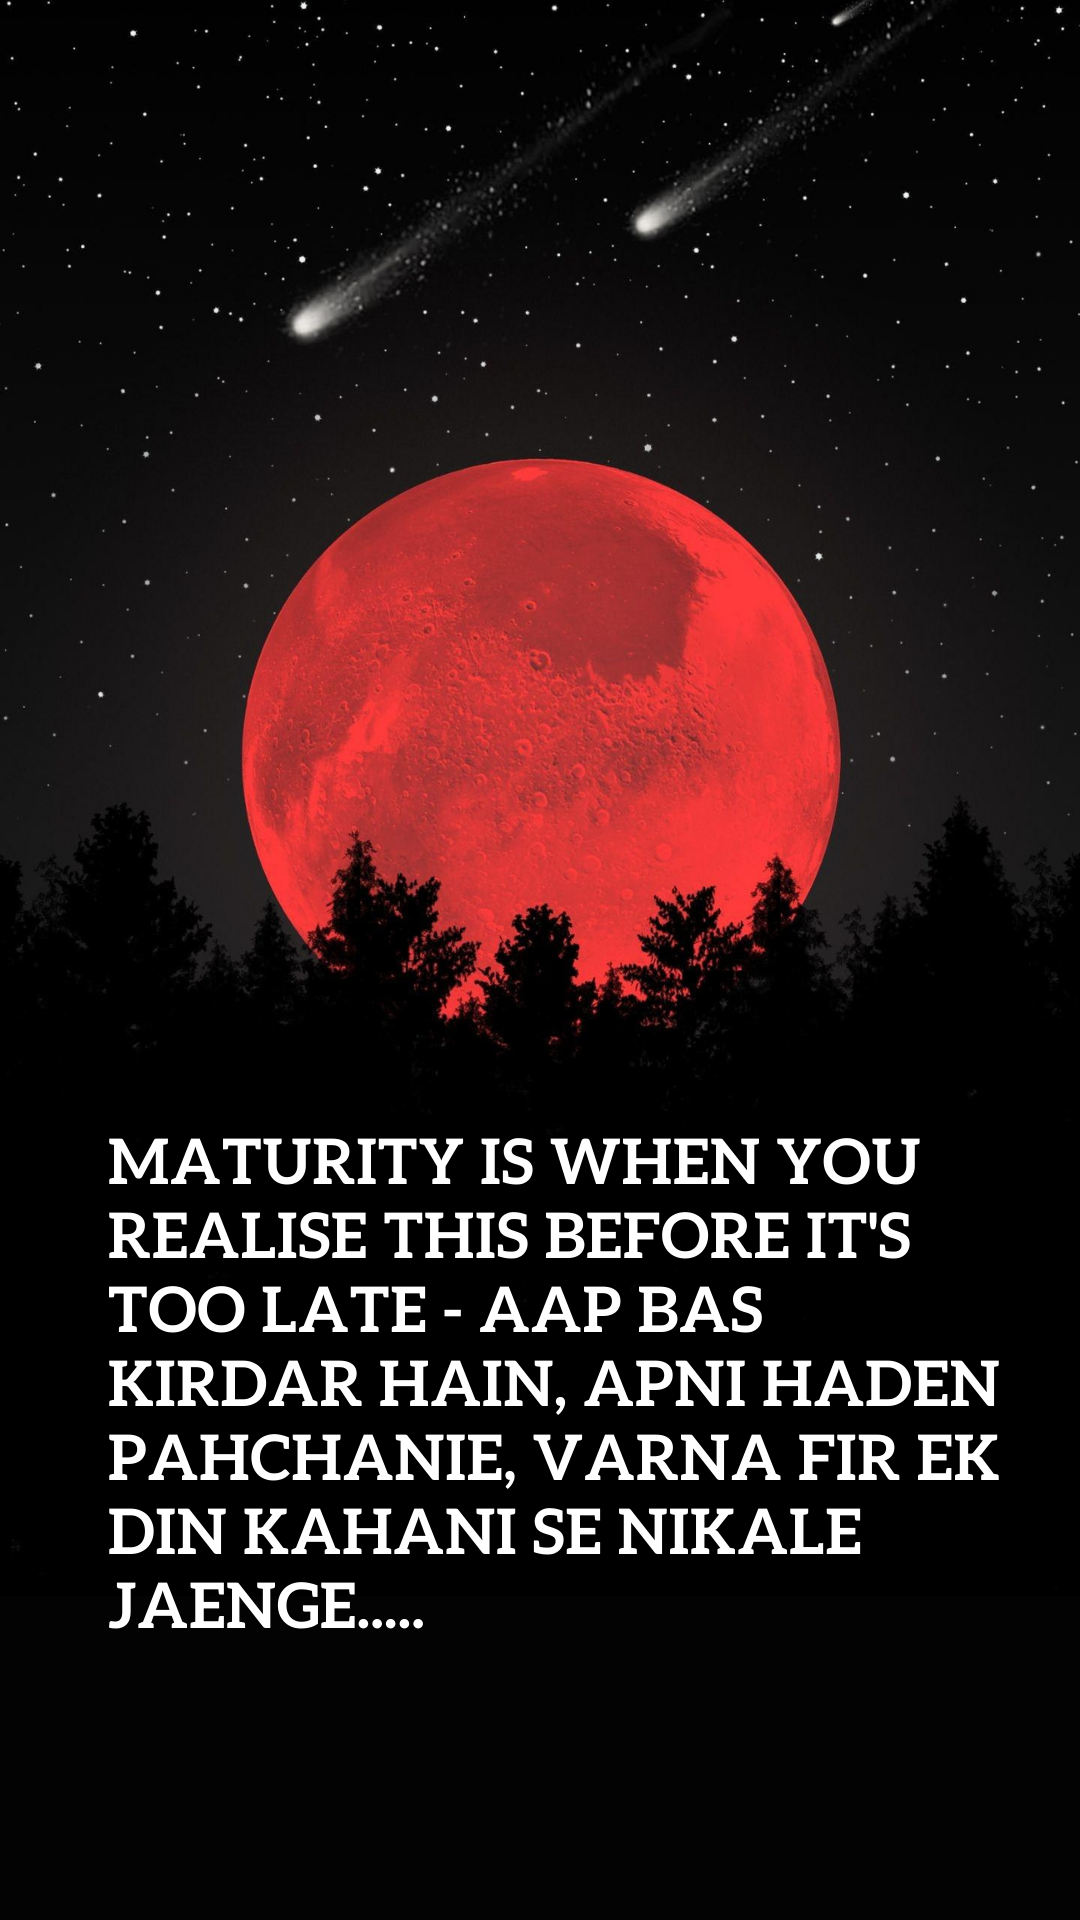 MATURITY IS WHEN YOU
REALISE THIS BEFORE IT'S
TOO LATE - AAP BAS
KIRDAR HAIN, APNI HADEN
PAHCHANIE, VARNA FIR EK
DIN KAHANI SE NIKALE
JAENGE.....